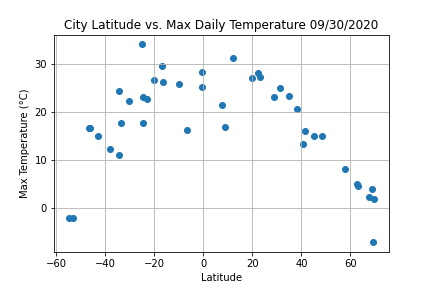 City Latitude vs. Max Daily Temperature 09/30/2020
Max Temperature (°C)
30
20
10
0
−60 −40 −20 0 20 40 60
Latitude